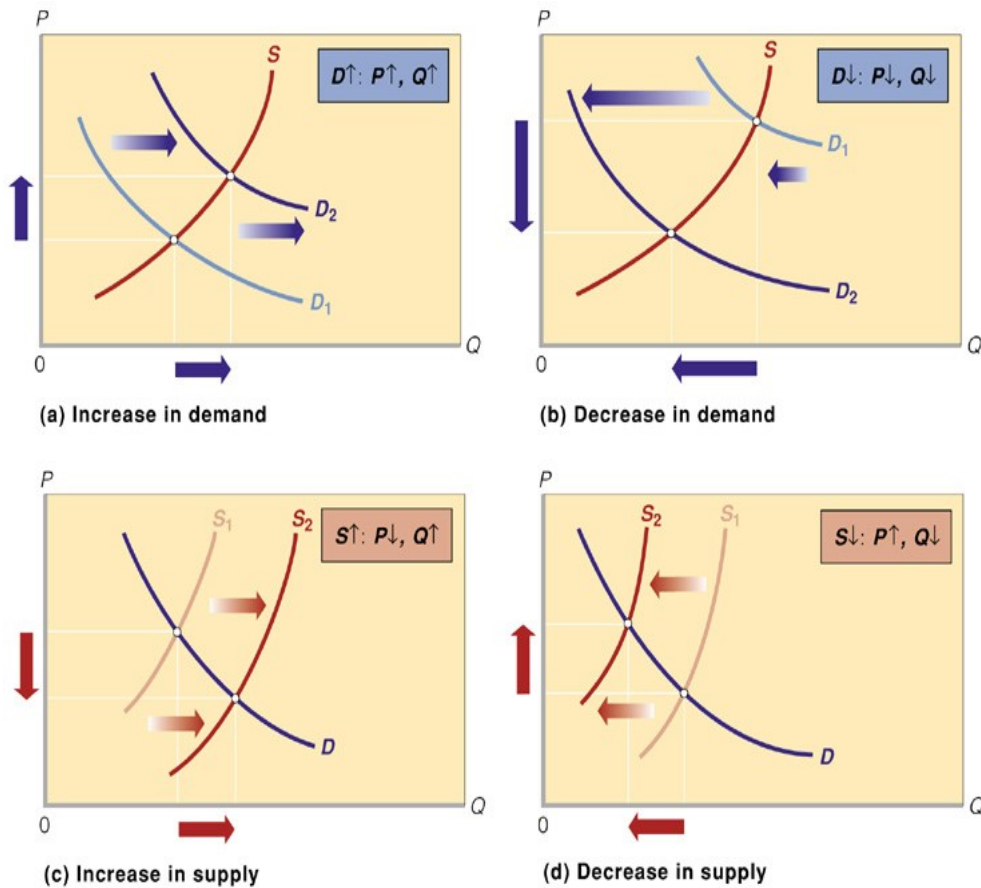 P
S
D↑: P↑, Q↑
D₂
D₁
0
Q
(a) Increase in demand
P
S
D↓: P↓, Q↓
D₁
D₂
0
Q
(b) Decrease in demand
P
S₁
S₂
S↑: P↓, Q↑
D
0
Q
(c) Increase in supply
P
S₂
S₁
S↓: P↑, Q↓
D
0
Q
(d) Decrease in supply